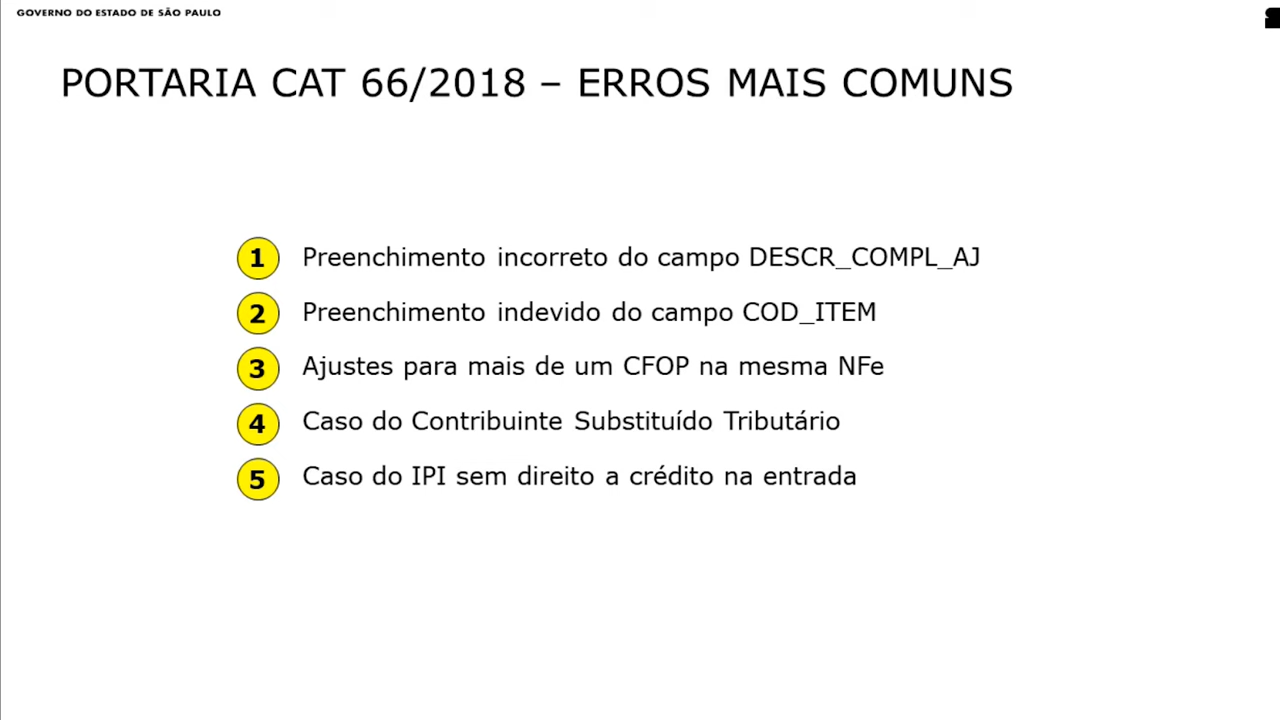 GOVERNO DO ESTADO DE SÃO PAULO
PORTARIA CAT 66/2018 – ERROS MAIS COMUNS
1 Preenchimento incorreto do campo DESCR_COMPL_AJ
2 Preenchimento indevido do campo COD_ITEM
3 Ajustes para mais de um CFOP na mesma NFe
4 Caso do Contribuinte Substituído Tributário
5 Caso do IPI sem direito a crédito na entrada